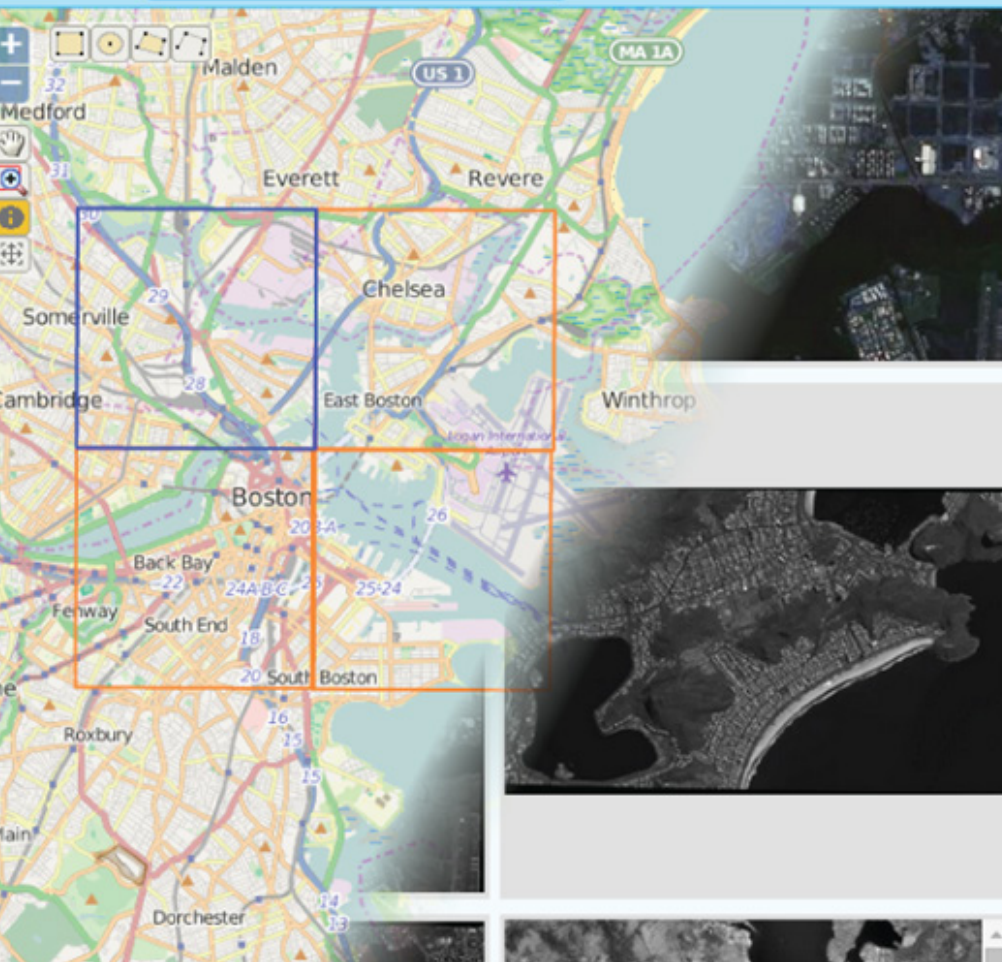 MA 1A
Malden
US 1
32
Medford
31
Everett
Revere
30
Chelsea
29
Somerville
28
Cambridge
East Boston
Winthrop
Logan International
Airport
Boston
26
20B-A
Back Bay
22
24A-B-C
25
25-24
Fenway
South End
18
20
South Boston
16
Roxbury
15
15
Main
14
Dorchester
13